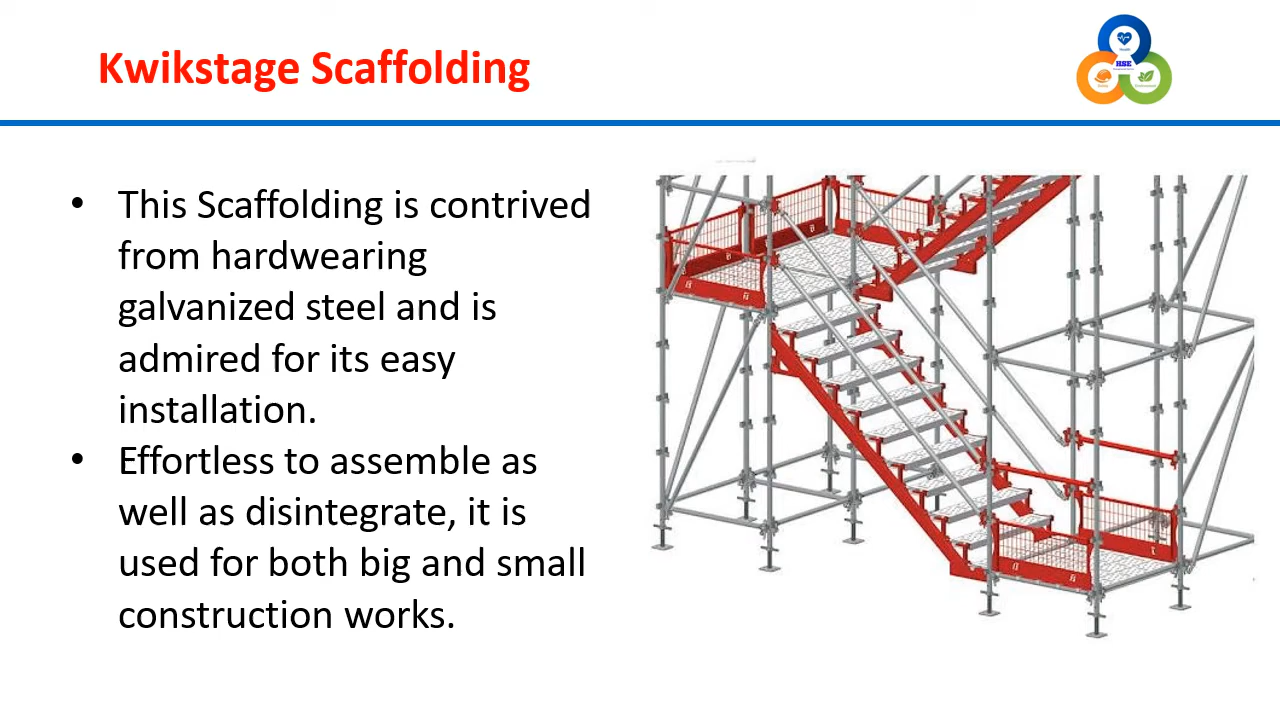 Kwikstage Scaffolding
HSE
• This Scaffolding is contrived
from hardwearing
galvanized steel and is
admired for its easy
installation.
• Effortless to assemble as
well as disintegrate, it is
used for both big and small
construction works.